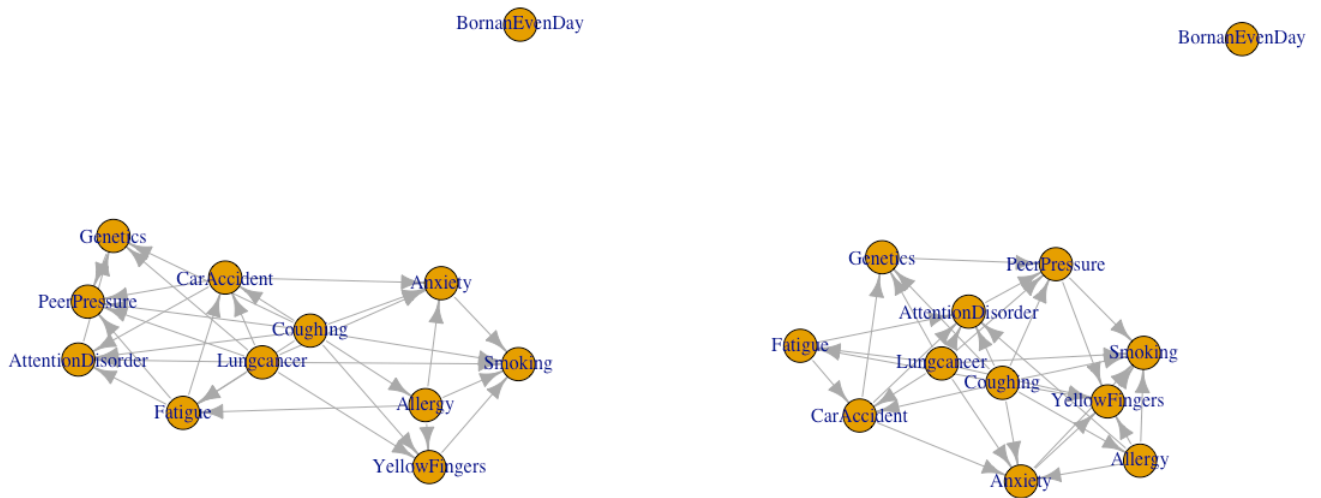 BornanEvenDay
Genetics
CarAccident
Anxiety
PeerPressure
Coughing
AttentionDisorder
Lungcancer
Smoking
Fatigue
Allergy
YellowFingers
BornanEvenDay
Genetics
PeerPressure
AttentionDisorder
Fatigue
Lungcancer
Smoking
Coughing
YellowFingers
CarAccident
Allergy
Anxiety